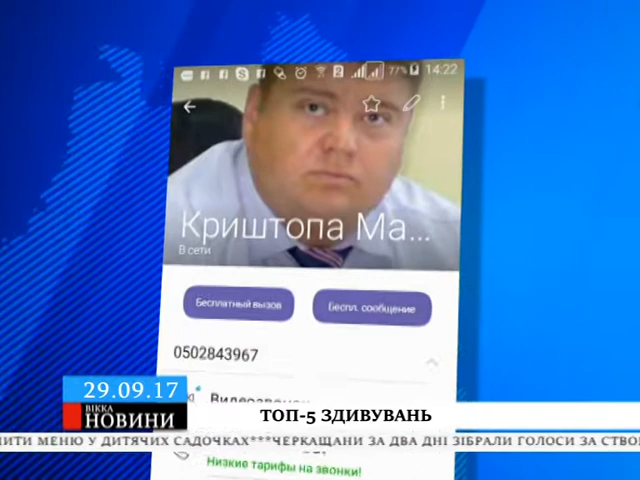 77% 14:22
Криштопа Ма...
В сети
Бесплатный вызов
Беспл. сообщение
0502843967
29.09.17
ВІККА
НОВИНИ
ТОП-5 ЗДИВУВАНЬ
ИТИ МЕНЮ У ДИТЯЧИХ САДОЧКАХ***ЧЕРКАЩАНИ ЗА ДВА ДНІ ЗІБРАЛИ ГОЛОСИ ЗА СТВО
Низкие тарифы на звонки!